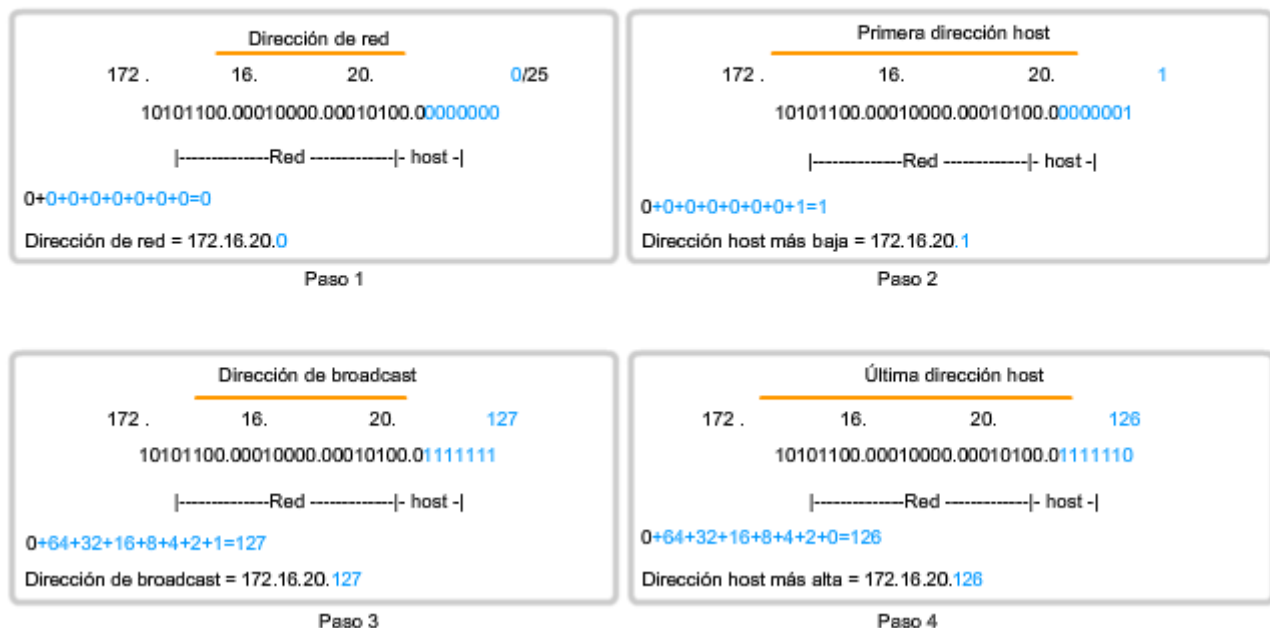 Dirección de red
172 . 16. 20. 0/25
10101100.00010000.00010100.00000000
|--------------Red -------------|- host -|
0+0+0+0+0+0+0+0=0
Dirección de red = 172.16.20.0
Paso 1
Primera dirección host
172 . 16. 20. 1
10101100.00010000.00010100.00000001
|--------------Red -------------|- host -|
0+0+0+0+0+0+0+1=1
Dirección host más baja = 172.16.20.1
Paso 2
Dirección de broadcast
172 . 16. 20. 127
10101100.00010000.00010100.01111111
|--------------Red -------------|- host -|
0+64+32+16+8+4+2+1=127
Dirección de broadcast = 172.16.20.127
Paso 3
Última dirección host
172 . 16. 20. 126
10101100.00010000.00010100.01111110
|--------------Red -------------|- host -|
0+64+32+16+8+4+2+0=126
Dirección host más alta = 172.16.20.126
Paso 4